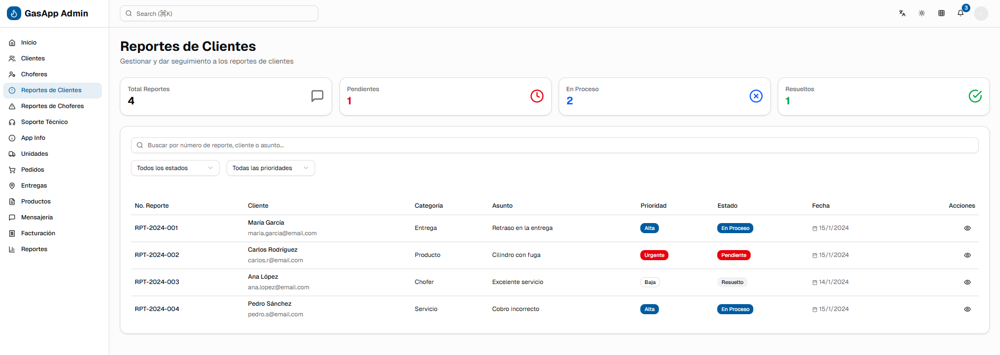 GasApp Admin
Search (⌘K)
3
Inicio
Clientes
Choferes
Reportes de Clientes
Reportes de Choferes
Soporte Técnico
App Info
Unidades
Pedidos
Entregas
Productos
Mensajería
Facturación
Reportes
Reportes de Clientes
Gestionar y dar seguimiento a los reportes de clientes
Total Reportes
4
Pendientes
1
En Proceso
2
Resueltos
1
Buscar por número de reporte, cliente o asunto...
Todos los estados
Todas las prioridades
No. Reporte Cliente Categoría Asunto Prioridad Estado Fecha Acciones
RPT-2024-001 María García Entrega Retraso en la entrega Alta En Proceso 15/1/2024
maria.garcia@email.com
RPT-2024-002 Carlos Rodríguez Producto Cilindro con fuga Urgente Pendiente 15/1/2024
carlos.r@email.com
RPT-2024-003 Ana López Chofer Excelente servicio Baja Resuelto 14/1/2024
ana.lopez@email.com
RPT-2024-004 Pedro Sánchez Servicio Cobro incorrecto Alta En Proceso 15/1/2024
pedro.s@email.com